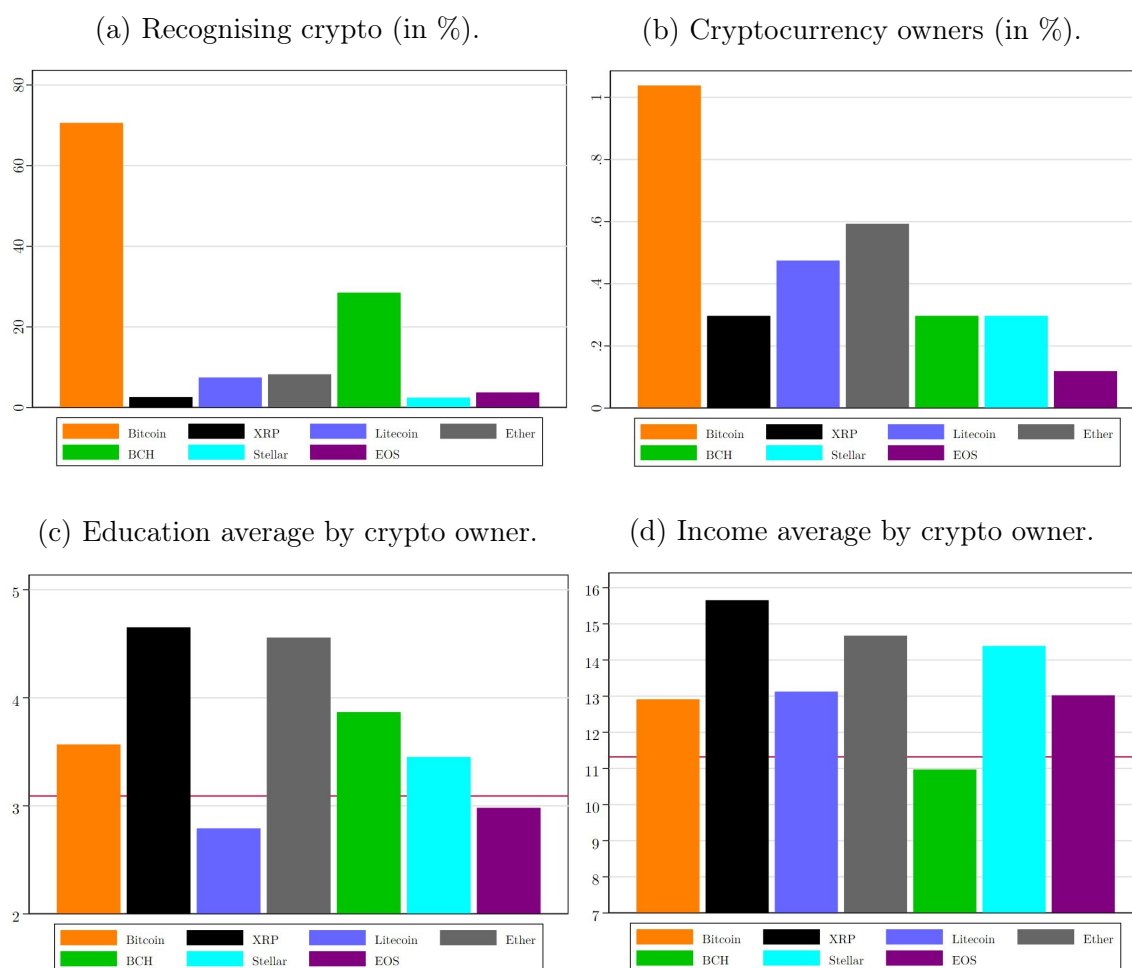 (a) Recognising crypto (in %).
80
60
40
20
0
Bitcoin XRP Litecoin Ether
BCH Stellar EOS
(b) Cryptocurrency owners (in %).
1
.8
.6
.4
.2
0
Bitcoin XRP Litecoin Ether
BCH Stellar EOS
(c) Education average by crypto owner.
5
4
3
2
Bitcoin XRP Litecoin Ether
BCH Stellar EOS
(d) Income average by crypto owner.
16
15
14
13
12
11
10
9
8
7
Bitcoin XRP Litecoin Ether
BCH Stellar EOS